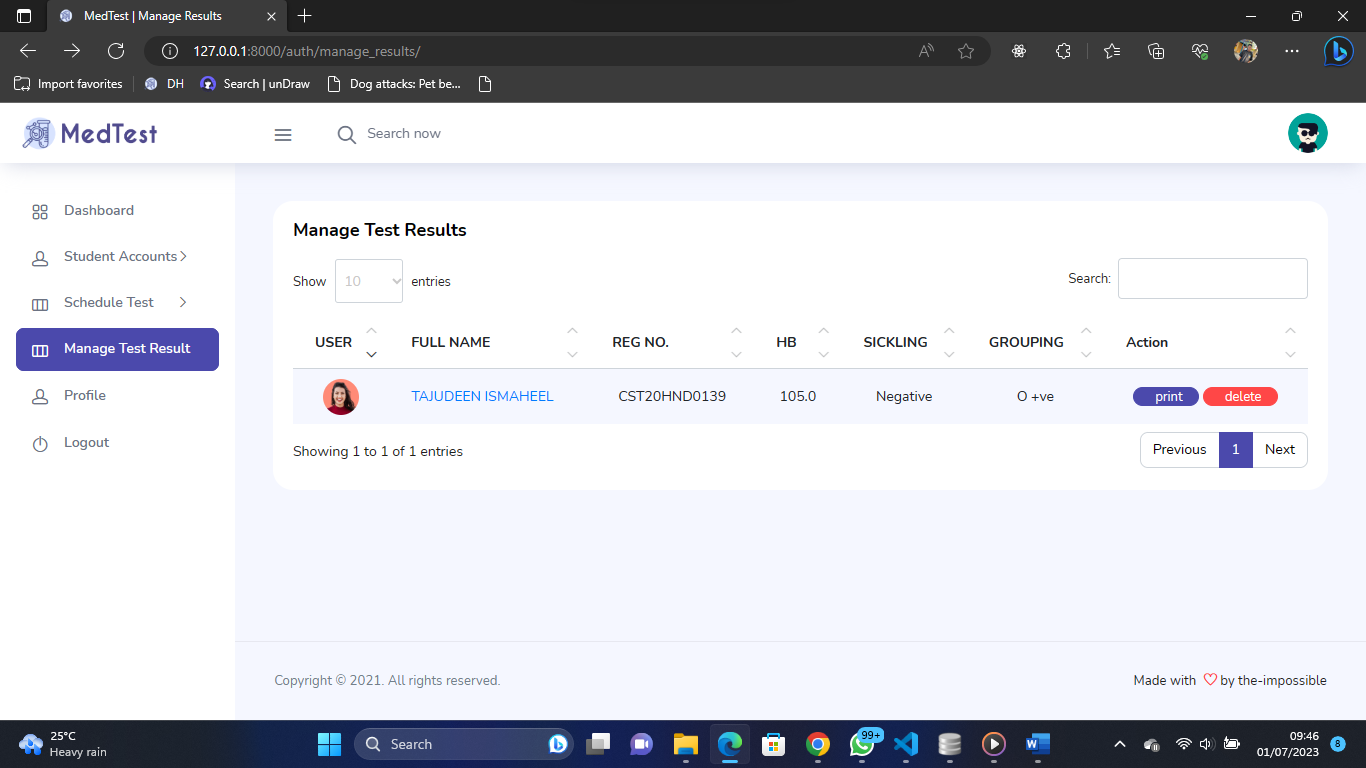 MedTest | Manage Results
127.0.0.1:8000/auth/manage_results/
Import favorites
DH
Search | unDraw
Dog attacks: Pet be...
MedTest
Search now
Dashboard
Student Accounts
Schedule Test
Manage Test Result
Profile
Logout
Manage Test Results
Show 10 entries
Search:
USER FULL NAME REG NO. HB SICKLING GROUPING Action
TAJUDEEN ISMAHEEL CST20HND0139 105.0 Negative O +ve print delete
Showing 1 to 1 of 1 entries
Previous 1 Next
Copyright © 2021. All rights reserved.
Made with ♡ by the-impossible
25°C
Heavy rain
Search
99+
09:46
01/07/2023
8